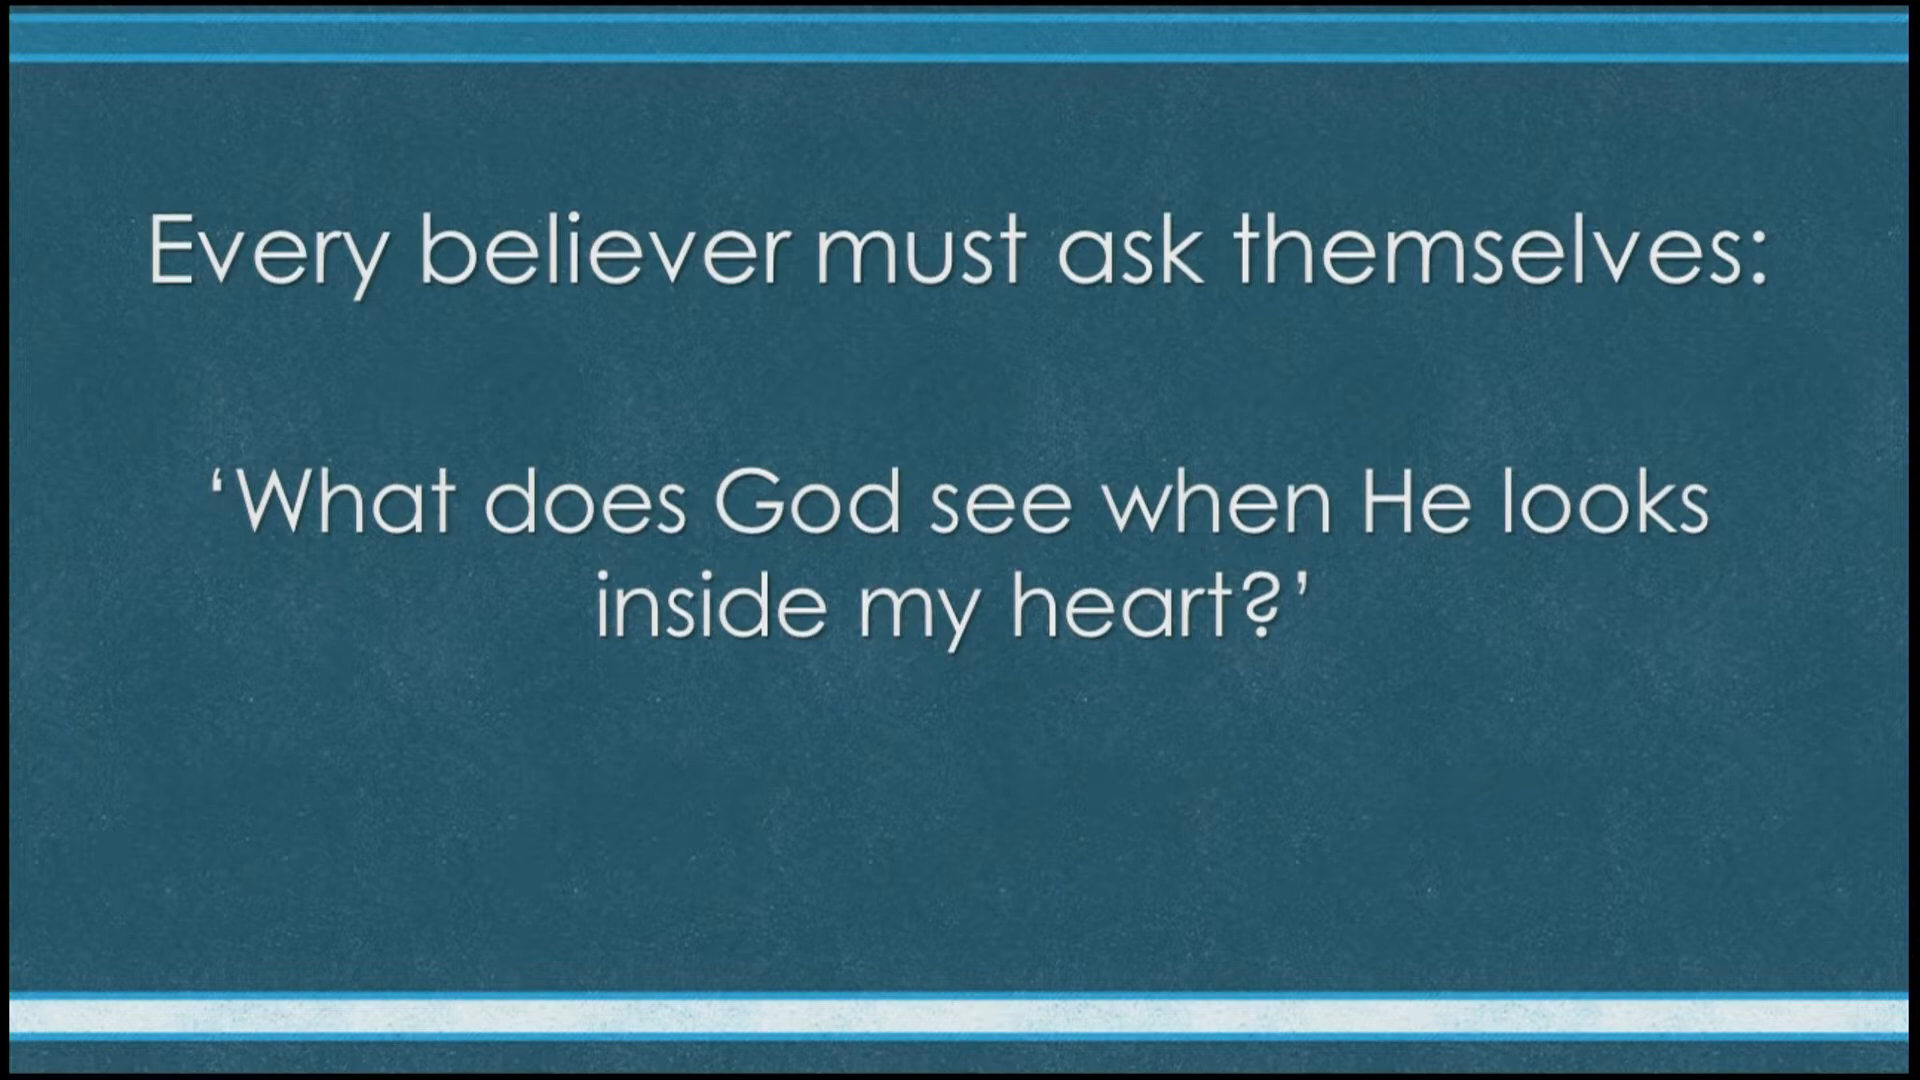 Every believer must ask themselves:
‘What does God see when He looks
inside my heart?’